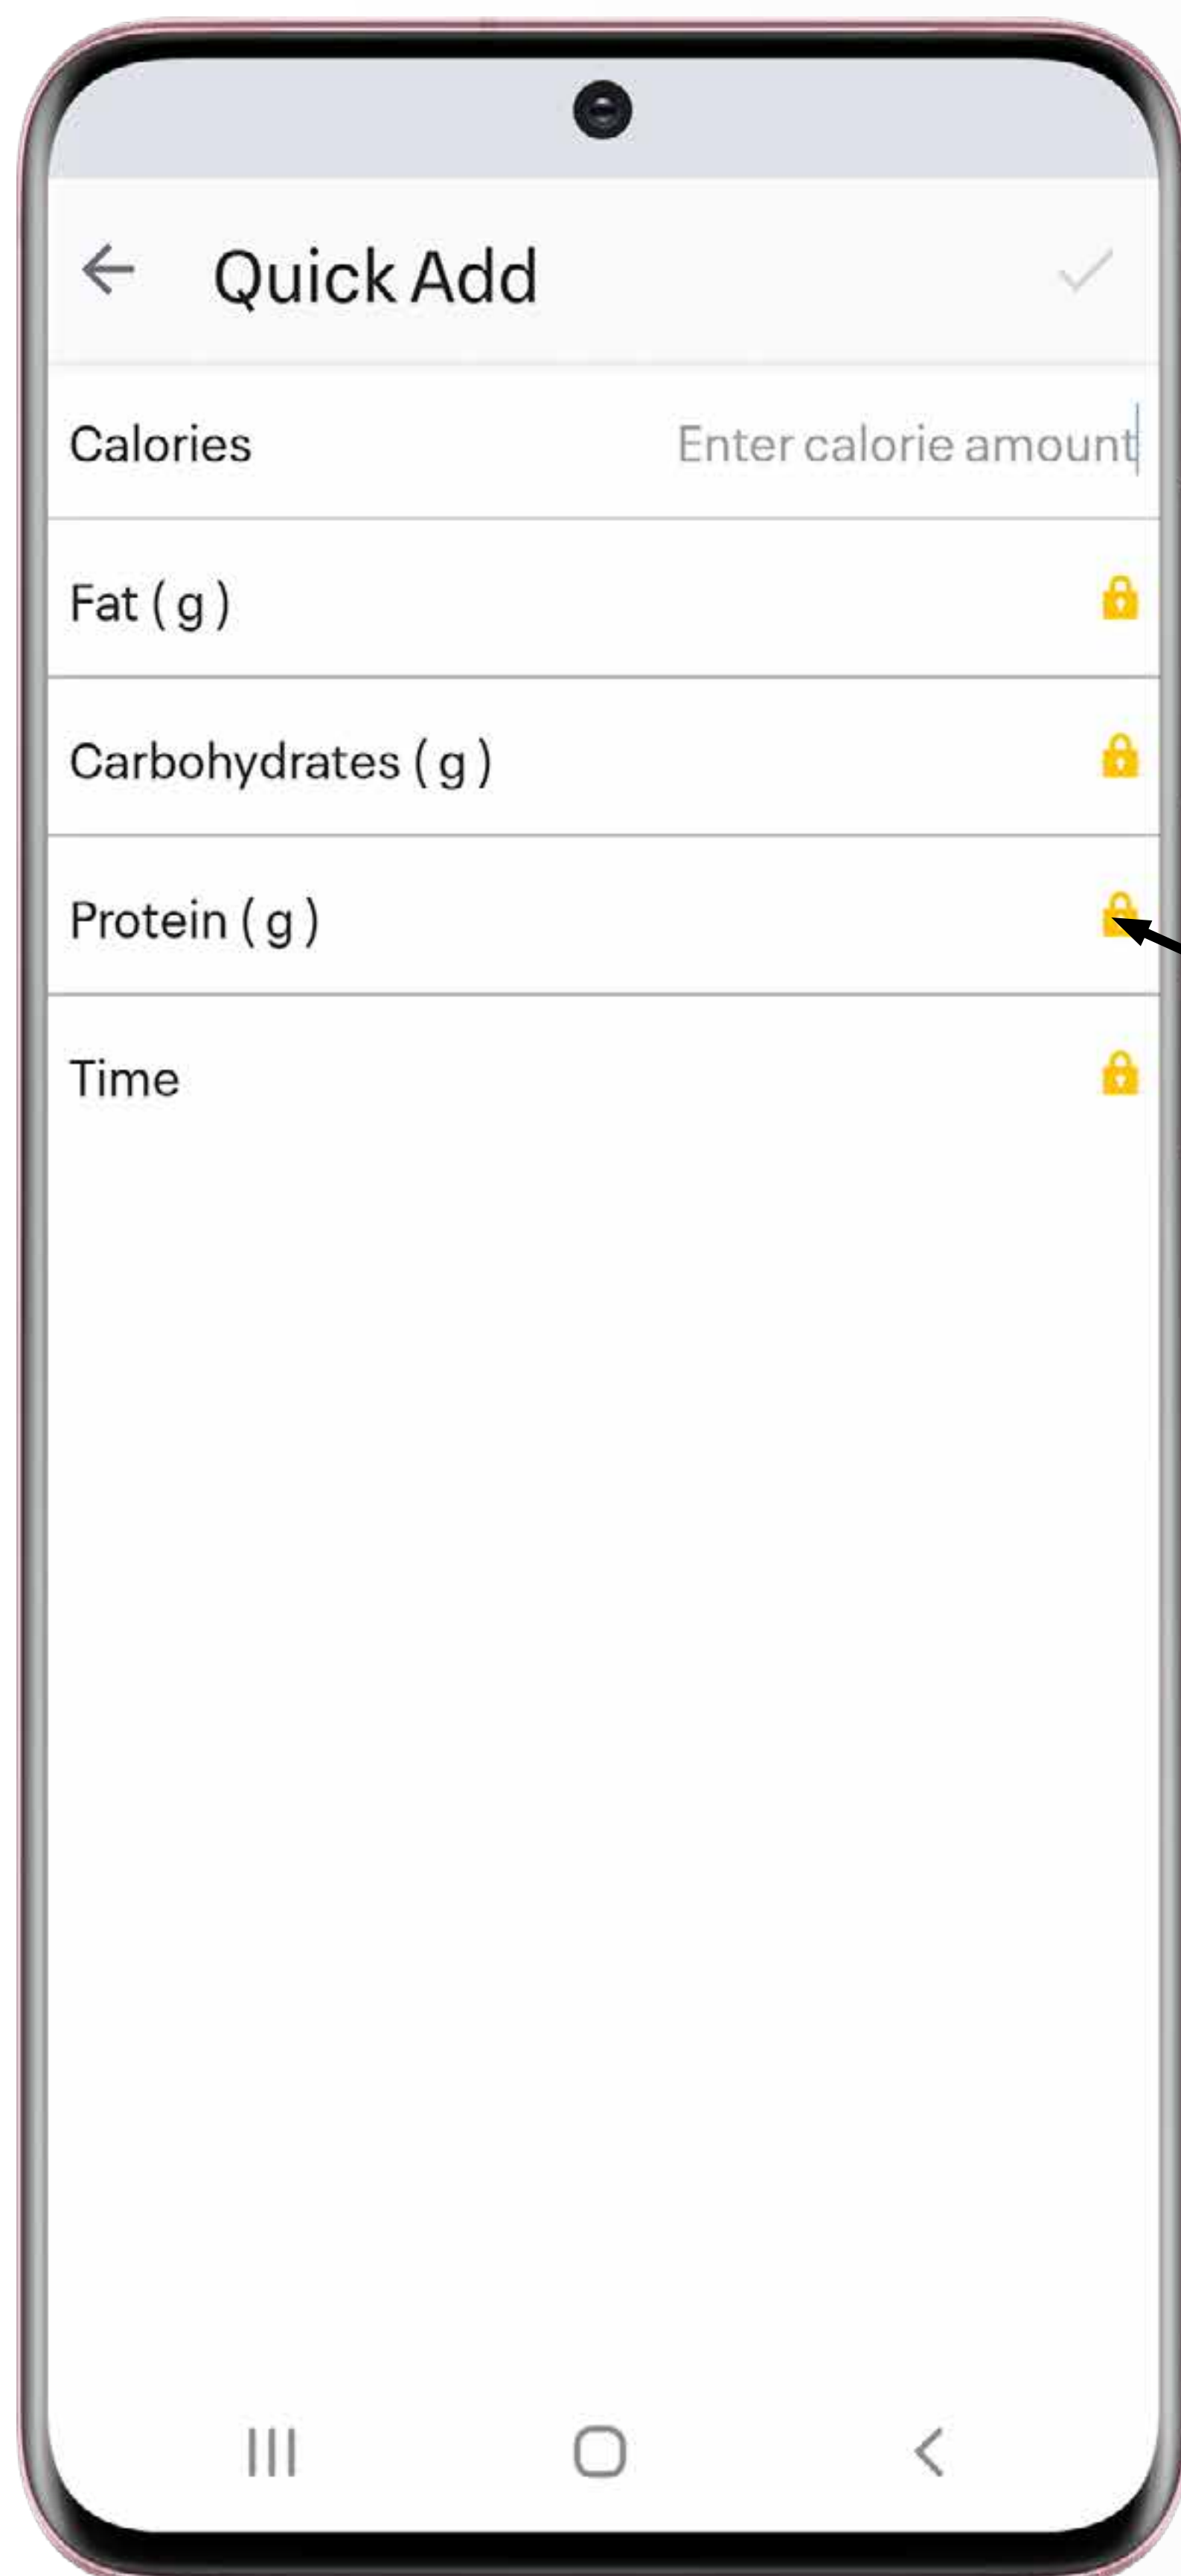 Quick Add
Calories Enter calorie amount
Fat ( g )
Carbohydrates ( g )
Protein ( g )
Time